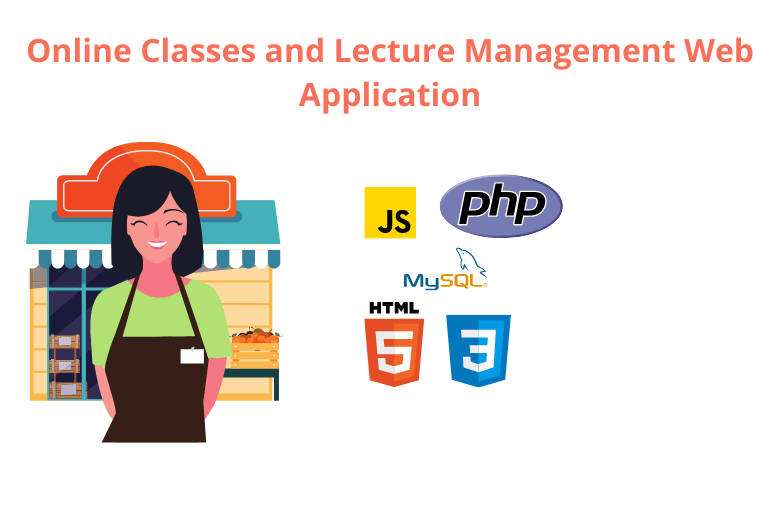 Online Classes and Lecture Management Web
Application
JS
php
MySQL
HTML
5
3